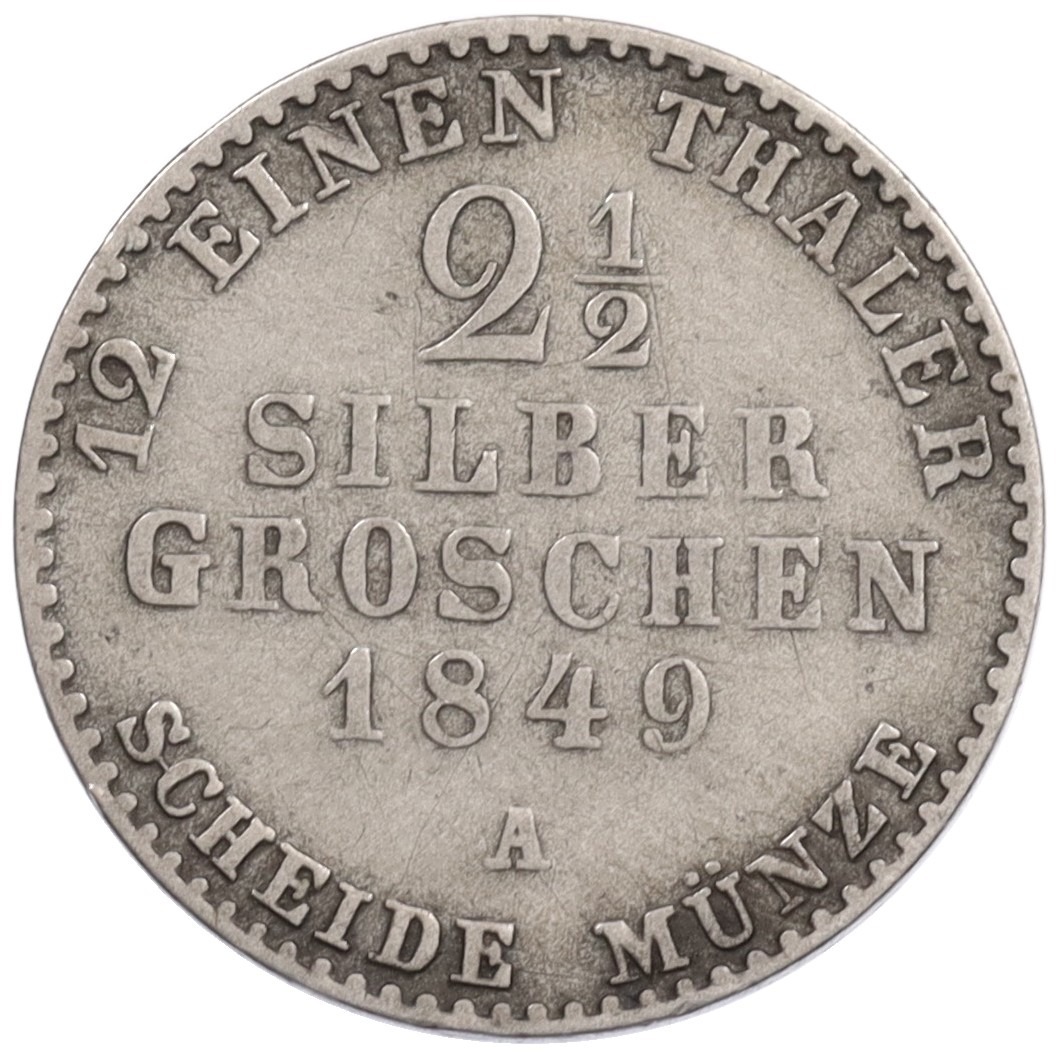 12 EINEN THALER
2 1/2
SILBER
GROSCHEN
1849
A
SCHEIDE MÜNZE